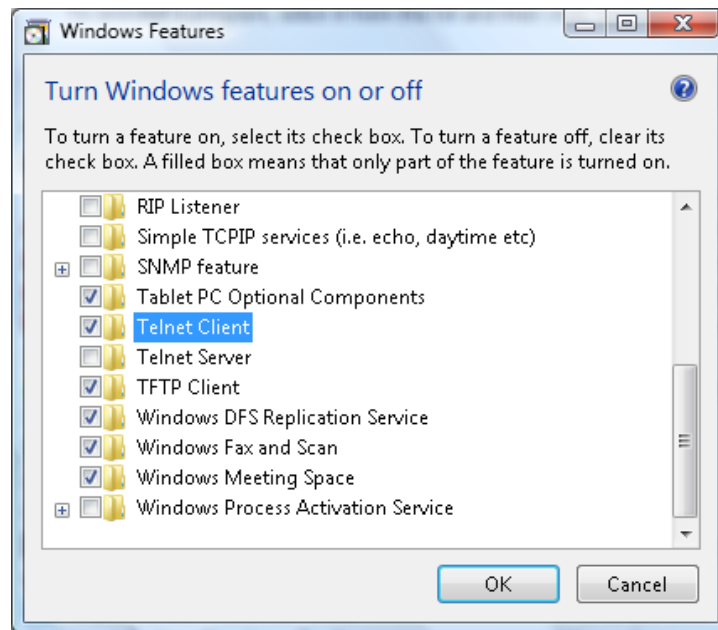 Windows Features
Turn Windows features on or off
To turn a feature on, select its check box. To turn a feature off, clear its
check box. A filled box means that only part of the feature is turned on.
RIP Listener
Simple TCPIP services (i.e. echo, daytime etc)
SNMP feature
Tablet PC Optional Components
Telnet Client
Telnet Server
TFTP Client
Windows DFS Replication Service
Windows Fax and Scan
Windows Meeting Space
Windows Process Activation Service
OK Cancel